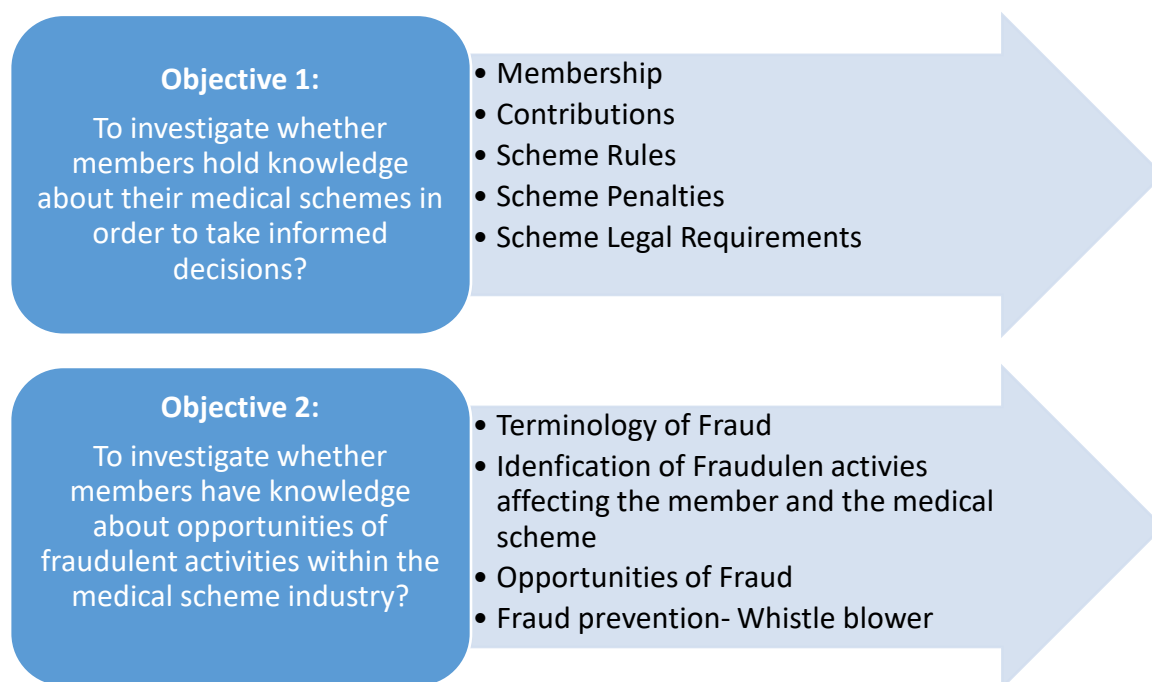 Objective 1:
To investigate whether
members hold knowledge
about their medical schemes in
order to take informed
decisions?
• Membership
• Contributions
• Scheme Rules
• Scheme Penalties
• Scheme Legal Requirements
Objective 2:
To investigate whether
members have knowledge
about opportunities of
fraudulent activities within the
medical scheme industry?
• Terminology of Fraud
• Idenfication of Fraudulen activies
affecting the member and the medical
scheme
• Opportunities of Fraud
• Fraud prevention- Whistle blower